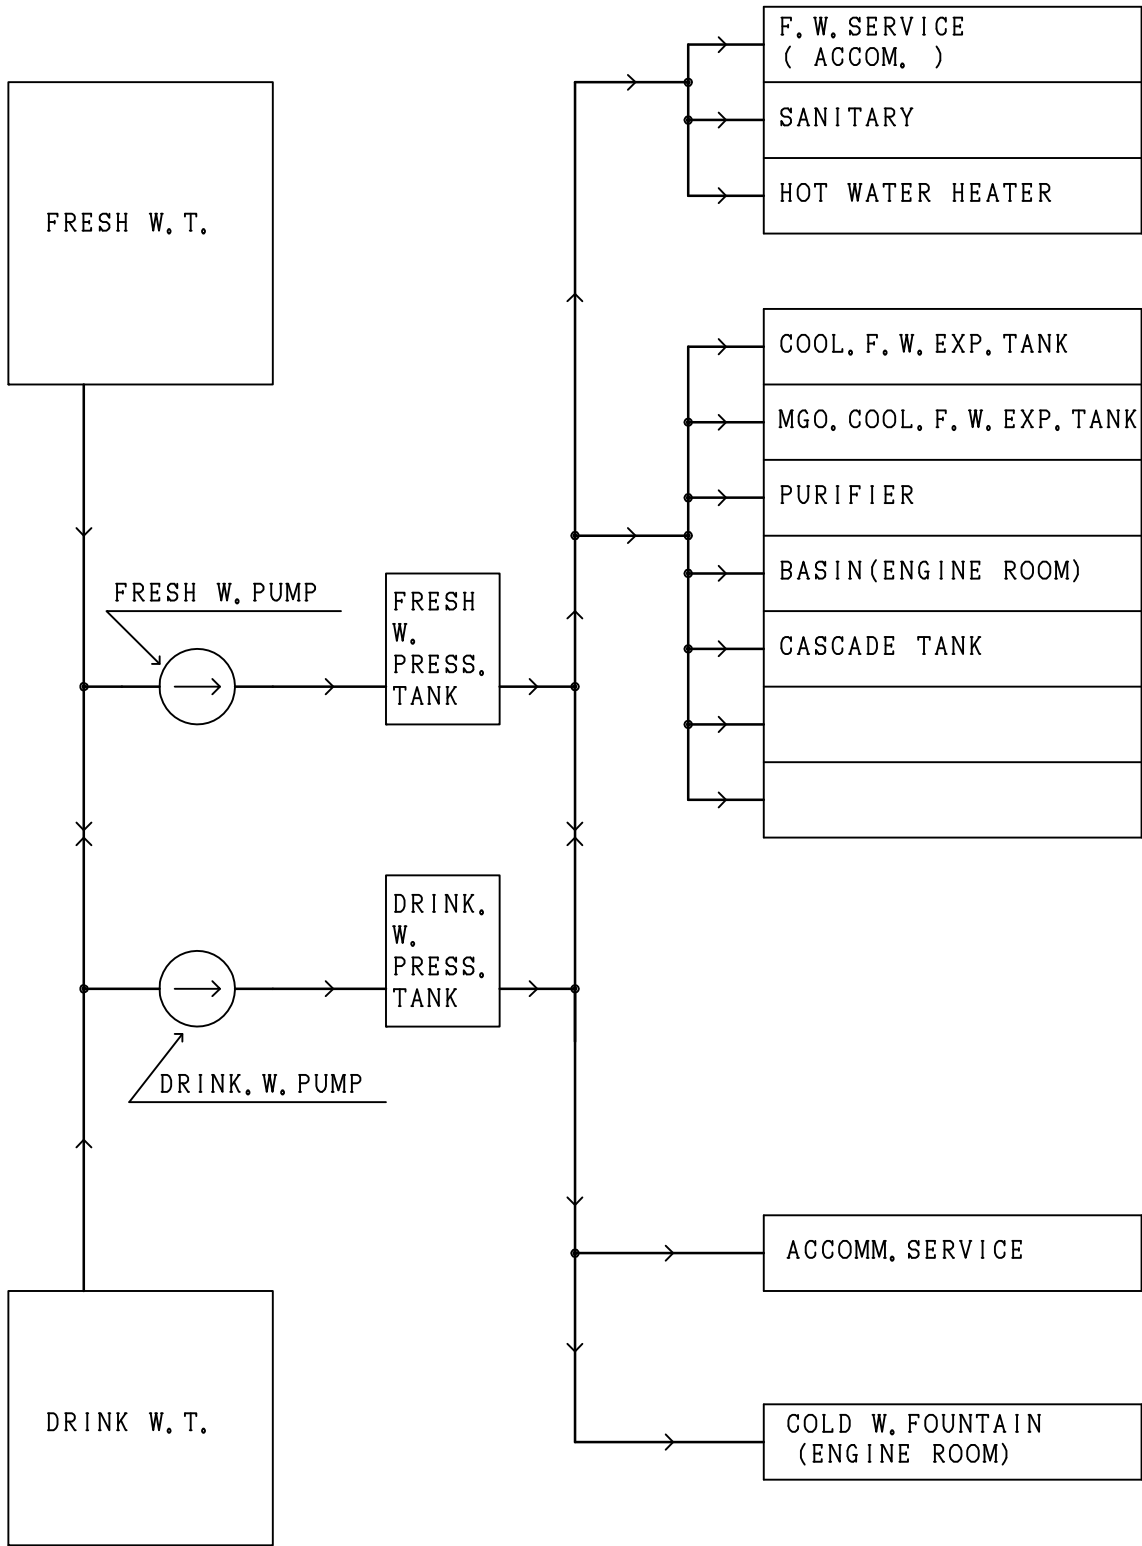 F.W.SERVICE
( ACCOM. )
SANITARY
HOT WATER HEATER
FRESH W.T.
COOL.F.W.EXP.TANK
MGO.COOL.F.W.EXP.TANK
PURIFIER
BASIN(ENGINE ROOM)
CASCADE TANK
FRESH W.PUMP
FRESH
W.
PRESS.
TANK
DRINK.
W.
PRESS.
TANK
DRINK.W.PUMP
ACCOMM.SERVICE
DRINK W.T.
COLD W.FOUNTAIN
(ENGINE ROOM)